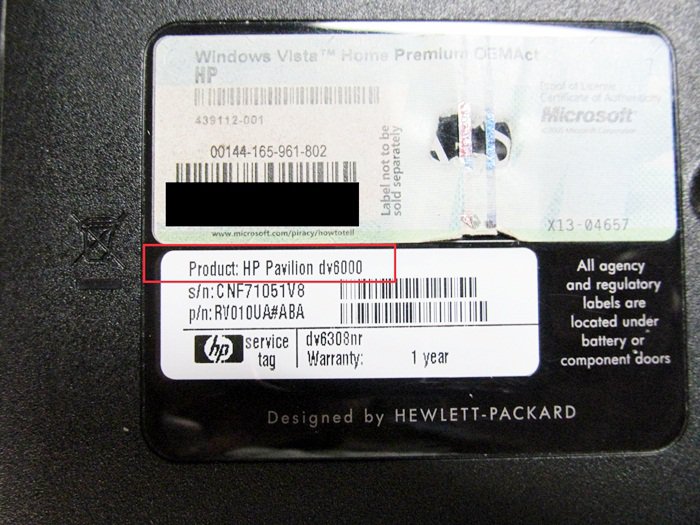 Windows Vista™ Home Premium OEMAct
HP
439112-001
00144-165-961-802
www.microsoft.com/piracy/howtotell
Label not to be
sold separately
Proof of License
Certificate of Authenticity
Microsoft
X13-04657
Product: HP Pavilion dv6000
s/n: CNF71051V8
p/n: RV010UA#ABA
hp service
tag
dv6308nr
Warranty: 1 year
All agency
and regulatory
labels are
located under
battery or
component doors
Designed by HEWLETT-PACKARD